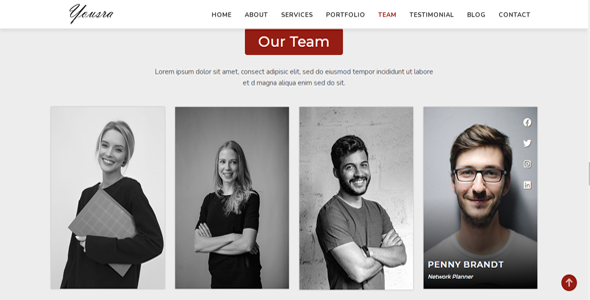 Yousra
HOME ABOUT SERVICES PORTFOLIO TEAM TESTIMONIAL BLOG CONTACT
Our Team
Lorem ipsum dolor sit amet, consect adipisic elit, sed do eiusmod tempor incididunt ut labore
et d magna aliqua enim sed do sit.
PENNY BRANDT
Network Planner